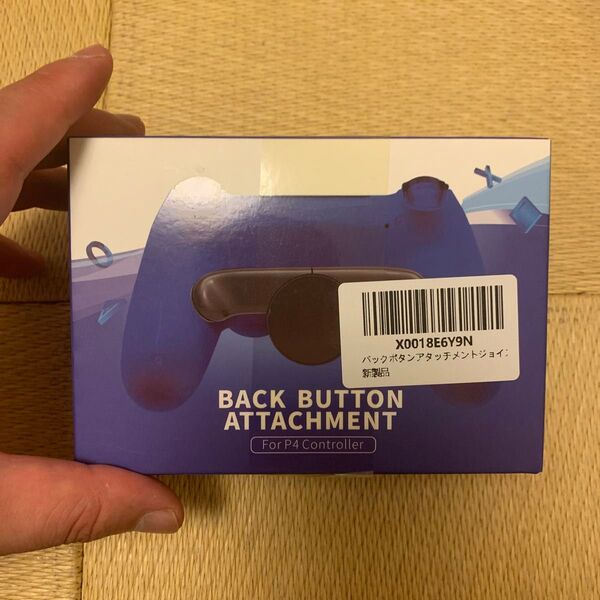 X0018E6Y9N
バックボタンアタッチメントジョイン
新製品
BACK BUTTON
ATTACHMENT
For P4 Controller